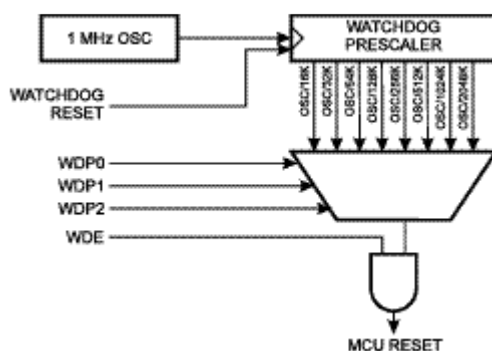 1 MHz OSC
WATCHDOG
PRESCALER
WATCHDOG
RESET
OSC/16K
OSC/32K
OSC/64K
OSC/128K
OSC/256K
OSC/512K
OSC/1024K
OSC/2048K
WDP0
WDP1
WDP2
WDE
MCU RESET